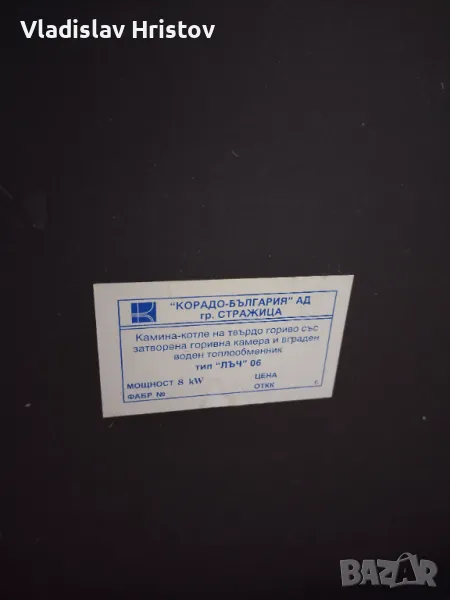 Vladislav Hristov
"КОРАДО-БЪЛГАРИЯ" АД
гр. СТРАЖИЦА
Камина-котле на твърдо гориво със
затворена горивна камера и вграден
воден топлообменник
тип "ЛЪЧ" 06
МОЩНОСТ 8 kW ЦЕНА
ФАБР. № ОТКК
BAZAR